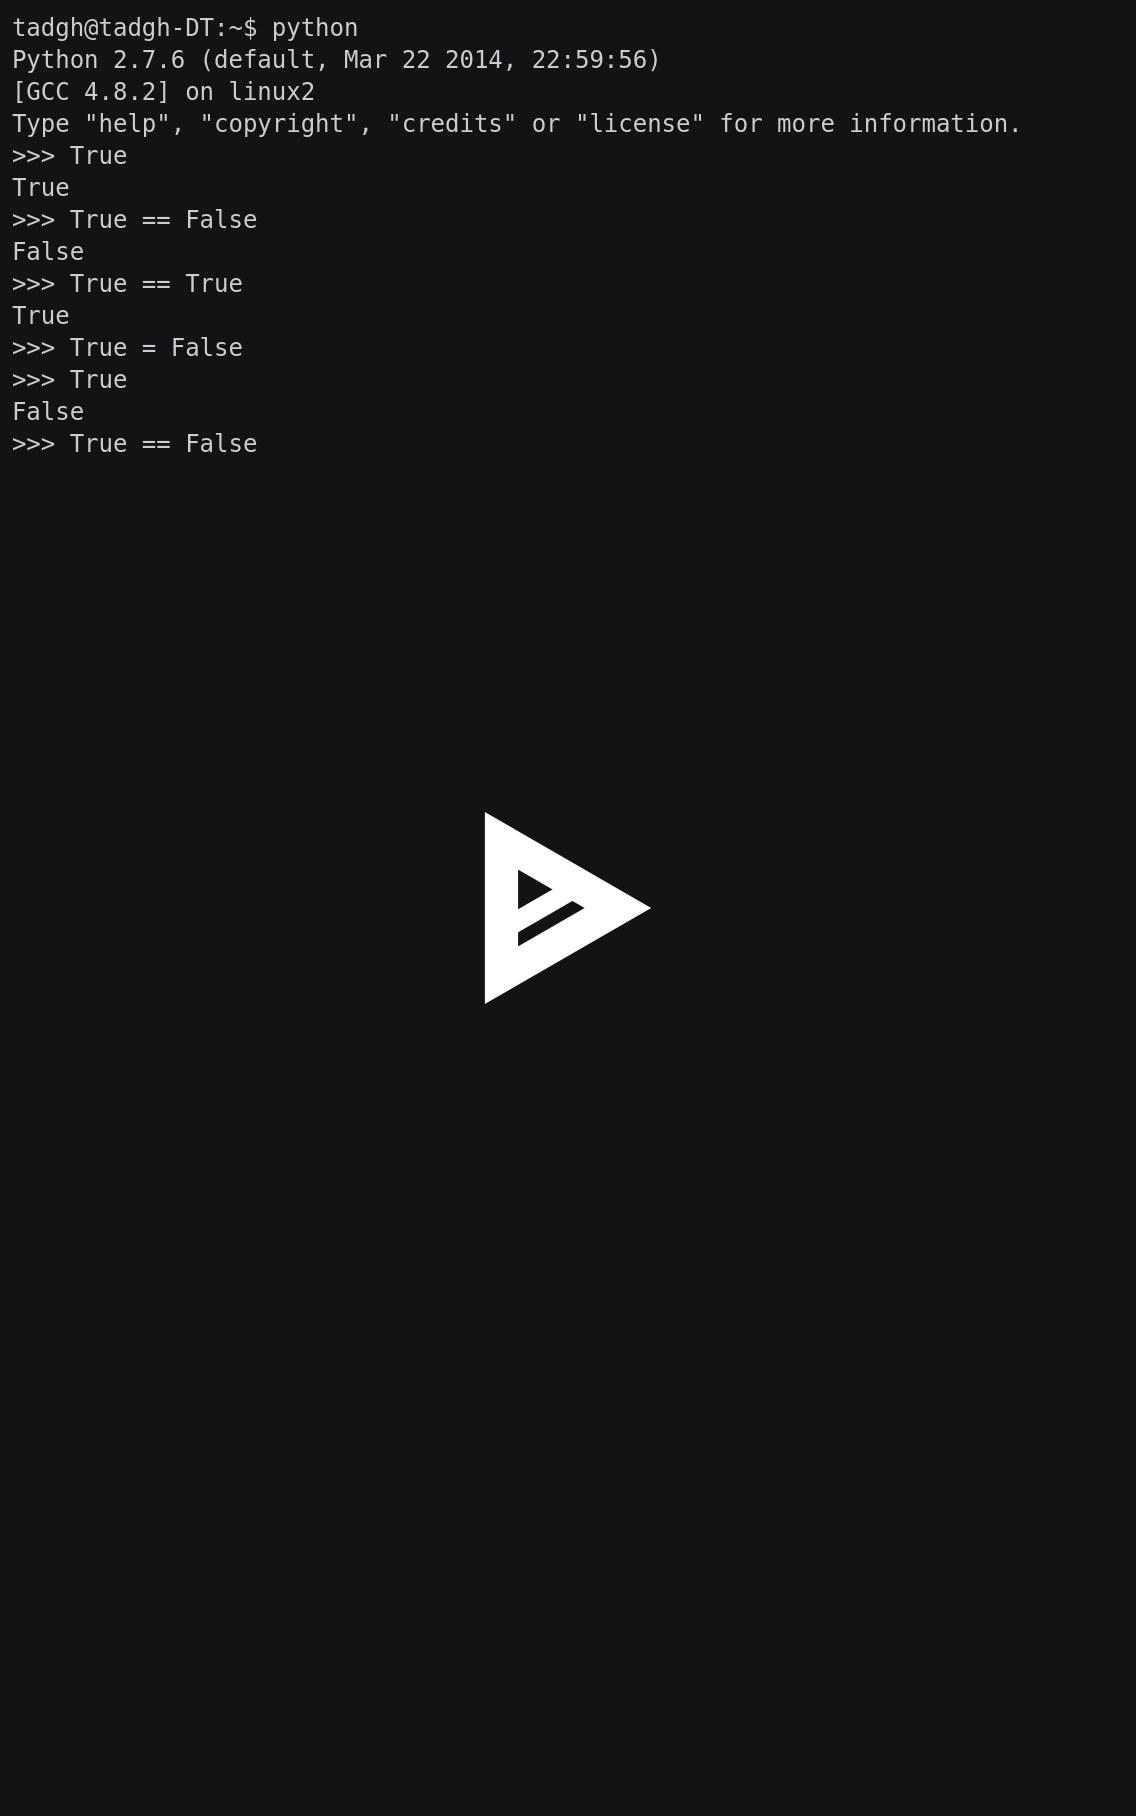 tadgh@tadgh-DT:~$ python
Python 2.7.6 (default, Mar 22 2014, 22:59:56)
[GCC 4.8.2] on linux2
Type "help", "copyright", "credits" or "license" for more information.
>>> True
True
>>> True == False
False
>>> True == True
True
>>> True = False
>>> True
False
>>> True == False